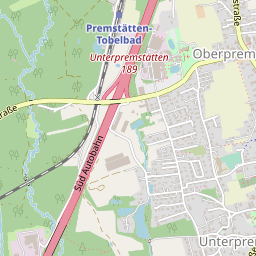 Premstätten-
Tobelbad
Unterpremstätten
189
Oberprem
straße
straße
Süd Autobahn
Unterprem